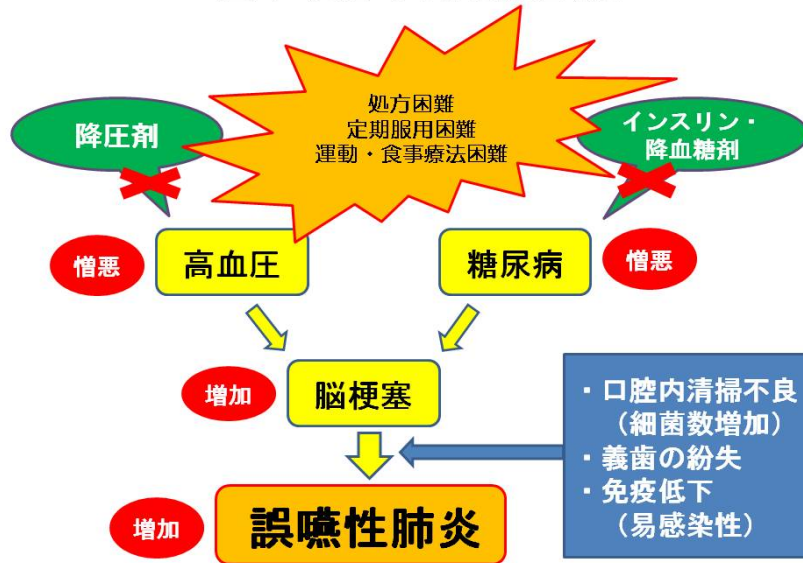 処方困難
定期服用困難
運動・食事療法困難
降圧剤
インスリン・
降血糖剤
憎悪
高血圧
糖尿病
憎悪
増加
脳梗塞
・口腔内清掃不良
（細菌数増加）
・義歯の紛失
・免疫低下
（易感染性）
増加
誤嚥性肺炎